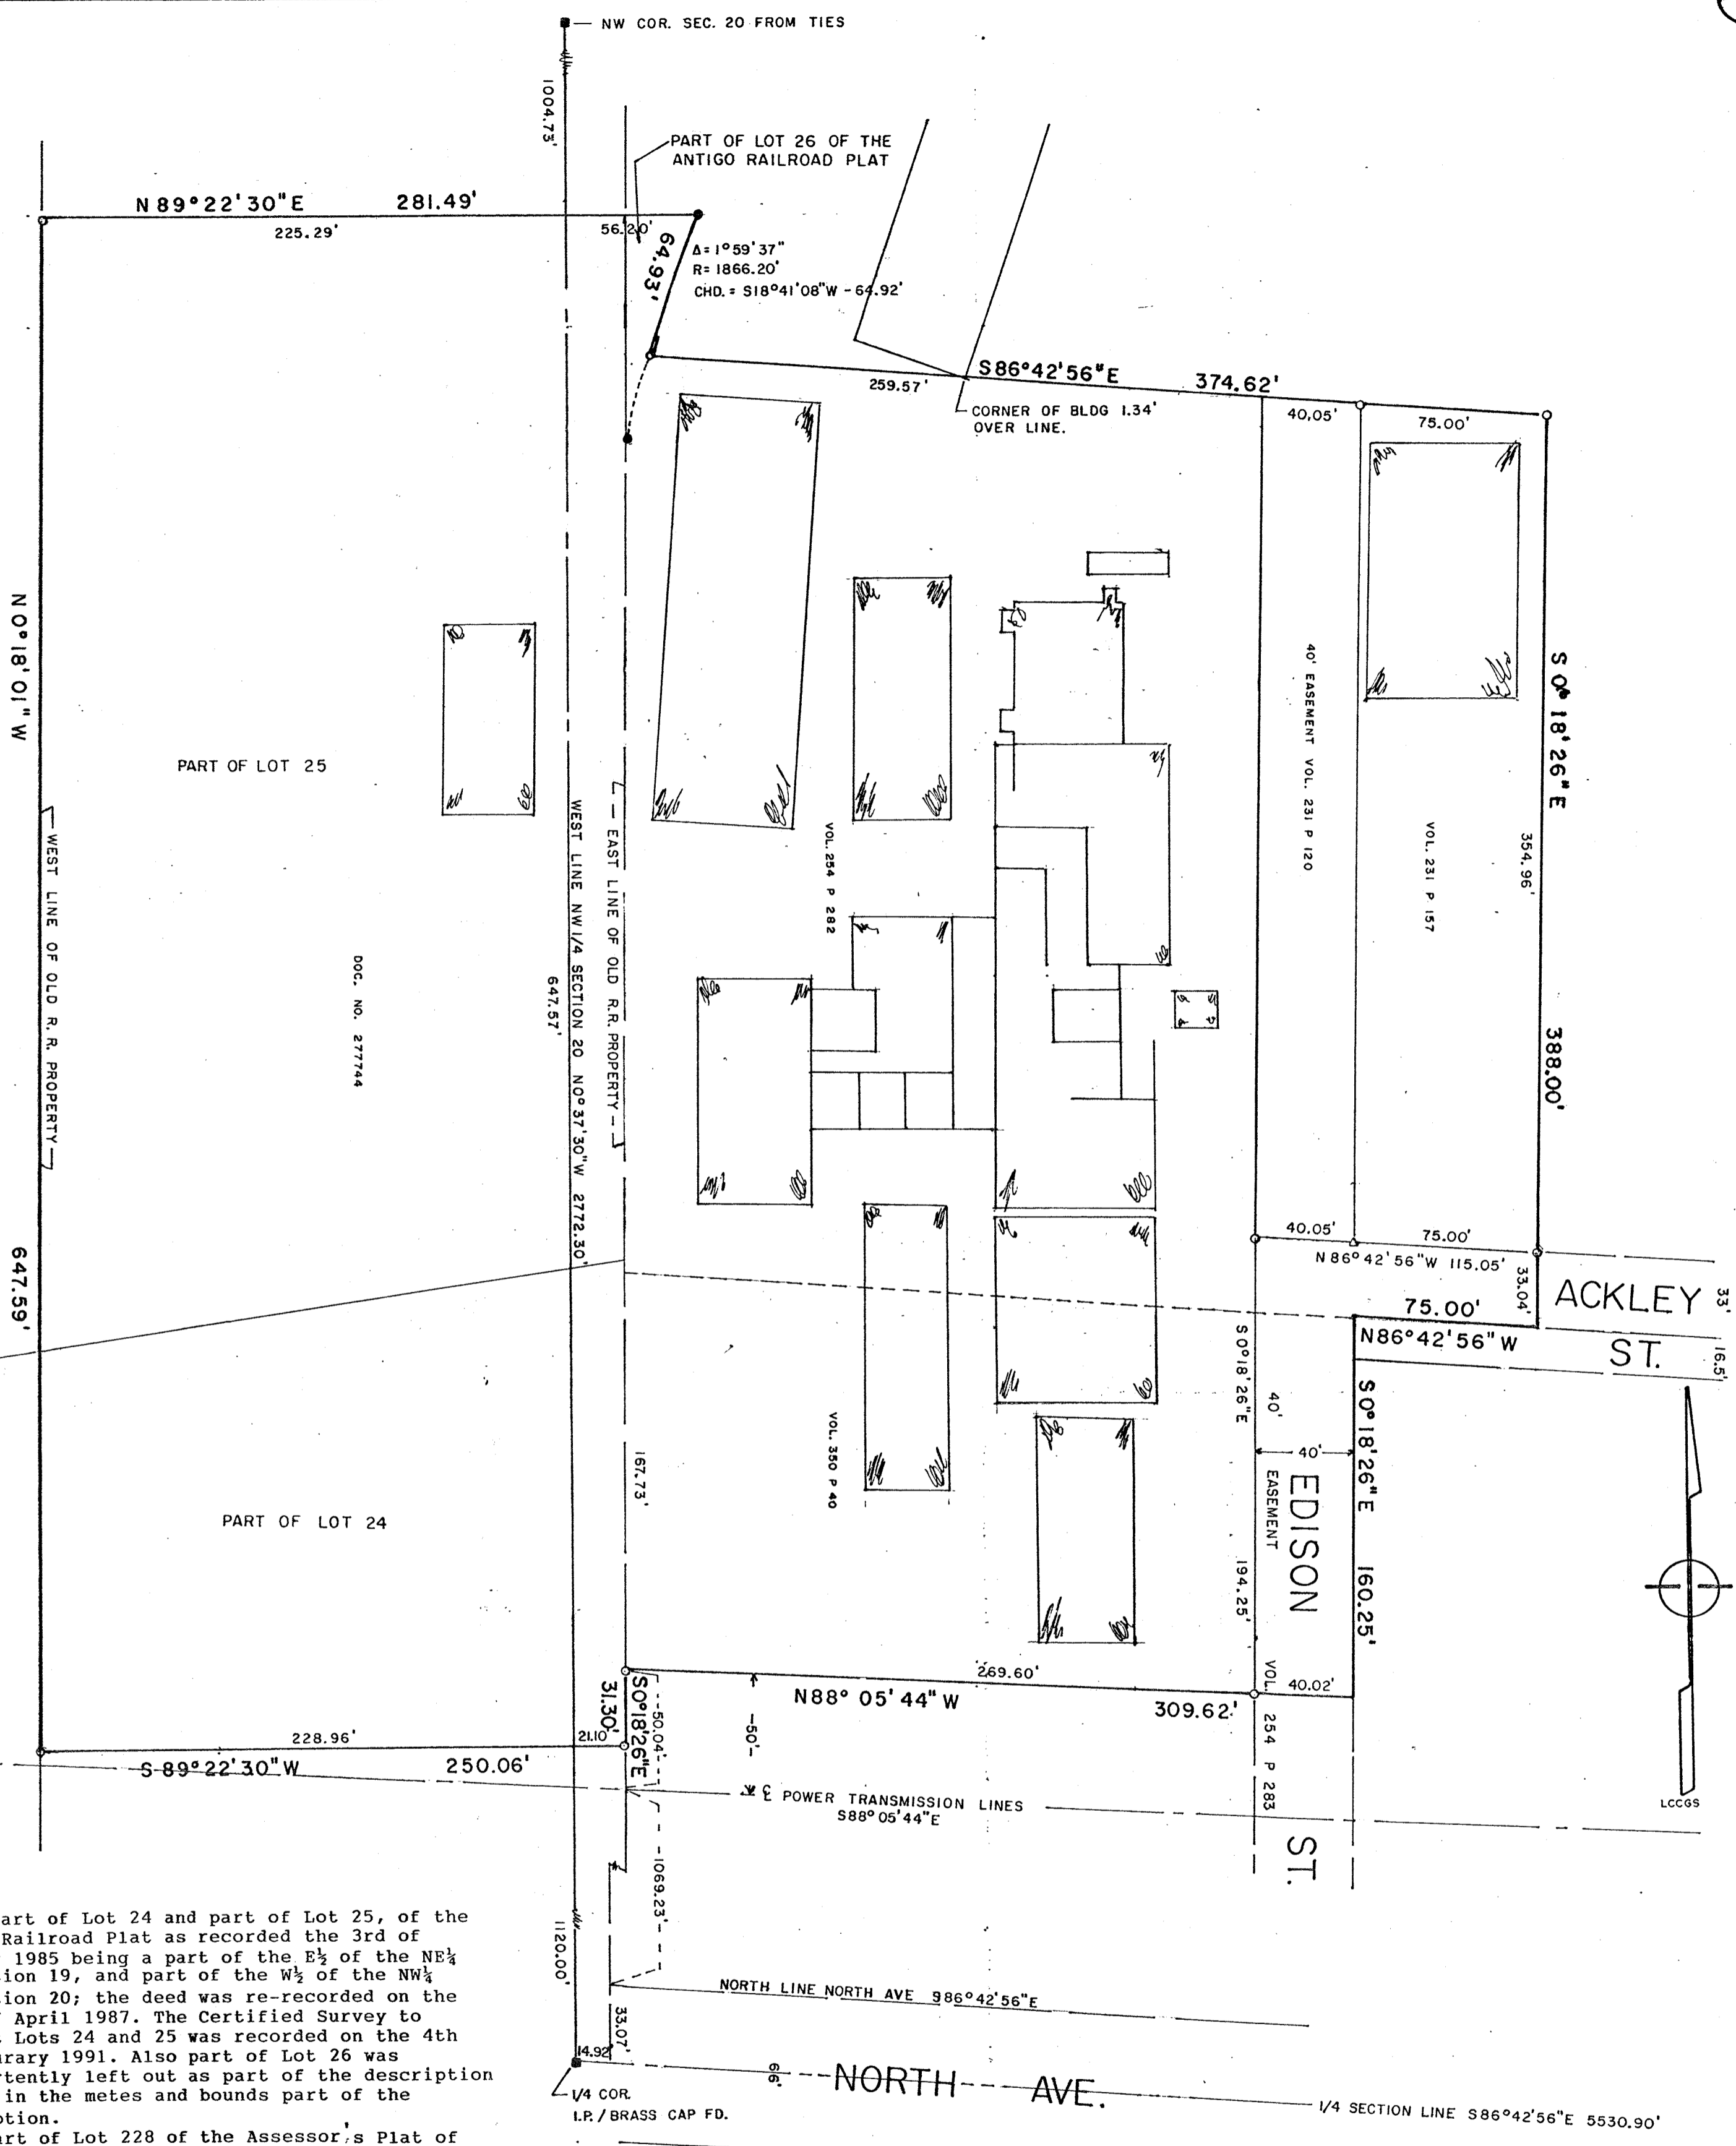 NW COR. SEC. 20 FROM TIES
1004.73'
PART OF LOT 26 OF THE
ANTIGO RAILROAD PLAT
N 89°22'30"E 281.49'
225.29'
56.20'
64.93'
Δ= 1°59'37"
R= 1866.20'
CHD. = S18°41'08"W - 64.92'
S86°42'56"E 374.62'
259.57'
40.05'
75.00'
CORNER OF BLDG 1.34'
OVER LINE.
N 0°18'01" W
647.59'
S 0° 18'26"E
354.96'
388.00'
40' EASEMENT VOL. 231 P 120
VOL. 231 P. 157
PART OF LOT 25
WEST LINE OF OLD R. R. PROPERTY
DOC. NO. 277744
647.57'
WEST LINE NW 1/4 SECTION 20 N0°37'30"W 2772.30'
EAST LINE OF OLD R.R. PROPERTY
VOL. 254 P 282
40.05'
75.00'
N 86°42'56"W 115.05'
33.04'
75.00'
N86°42'56"W
ACKLEY
ST.
33'
16.5'
S 0°18'26"E
194.25'
40'
EASEMENT
VOL. 254 P 283
40'
EDISON
ST.
S0°18'26"E 160.25'
VOL. 350 P 40
167.73'
PART OF LOT 24
269.60'
40.02'
N88° 05'44"W 309.62'
31.30'
S0°18'26"E
50.04'
50'
228.96'
21.10'
S 89°22'30"W 250.06'
℄ POWER TRANSMISSION LINES
S88°05'44"E
LCCGS
1069.23'
1120.00'
NORTH LINE NORTH AVE S86°42'56"E
33.07'
14.92'
66'
NORTH AVE.
1/4 COR.
I.P. / BRASS CAP FD.
1/4 SECTION LINE S86°42'56"E 5530.90'
art of Lot 24 and part of Lot 25, of the
Railroad Plat as recorded the 3rd of
1985 being a part of the E½ of the NE¼
ion 19, and part of the W½ of the NW¼
ion 20; the deed was re-recorded on the
April 1987. The Certified Survey to
Lots 24 and 25 was recorded on the 4th
urary 1991. Also part of Lot 26 was
rtently left out as part of the description
in the metes and bounds part of the
ption.
art of Lot 228 of the Assessor's Plat of